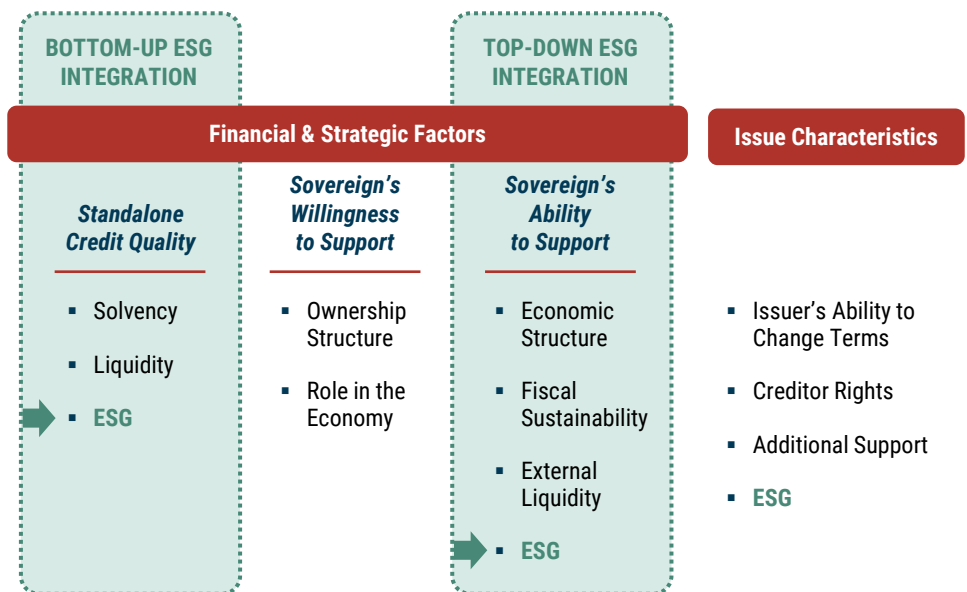 BOTTOM-UP ESG
INTEGRATION
TOP-DOWN ESG
INTEGRATION
Financial & Strategic Factors
Issue Characteristics
Standalone
Credit Quality
Solvency
Liquidity
ESG
Sovereign's
Willingness
to Support
Ownership
Structure
Role in the
Economy
Sovereign's
Ability
to Support
Economic
Structure
Fiscal
Sustainability
External
Liquidity
ESG
Issuer's Ability to
Change Terms
Creditor Rights
Additional Support
ESG